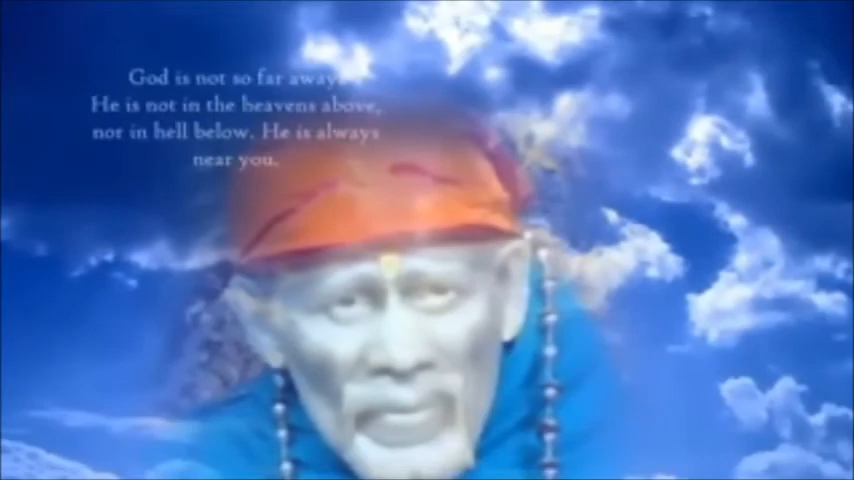 God is not so far away.
He is not in the heavens above,
nor in hell below. He is always
near you.